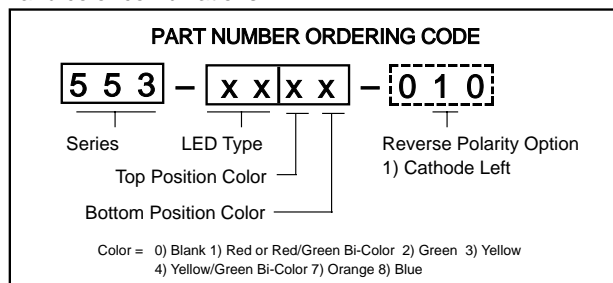 PART NUMBER ORDERING CODE
5 5 3 – x x x x – 0 1 0
Series LED Type Reverse Polarity Option
1) Cathode Left
Top Position Color
Bottom Position Color
Color = 0) Blank 1) Red or Red/Green Bi-Color 2) Green 3) Yellow
4) Yellow/Green Bi-Color 7) Orange 8) Blue